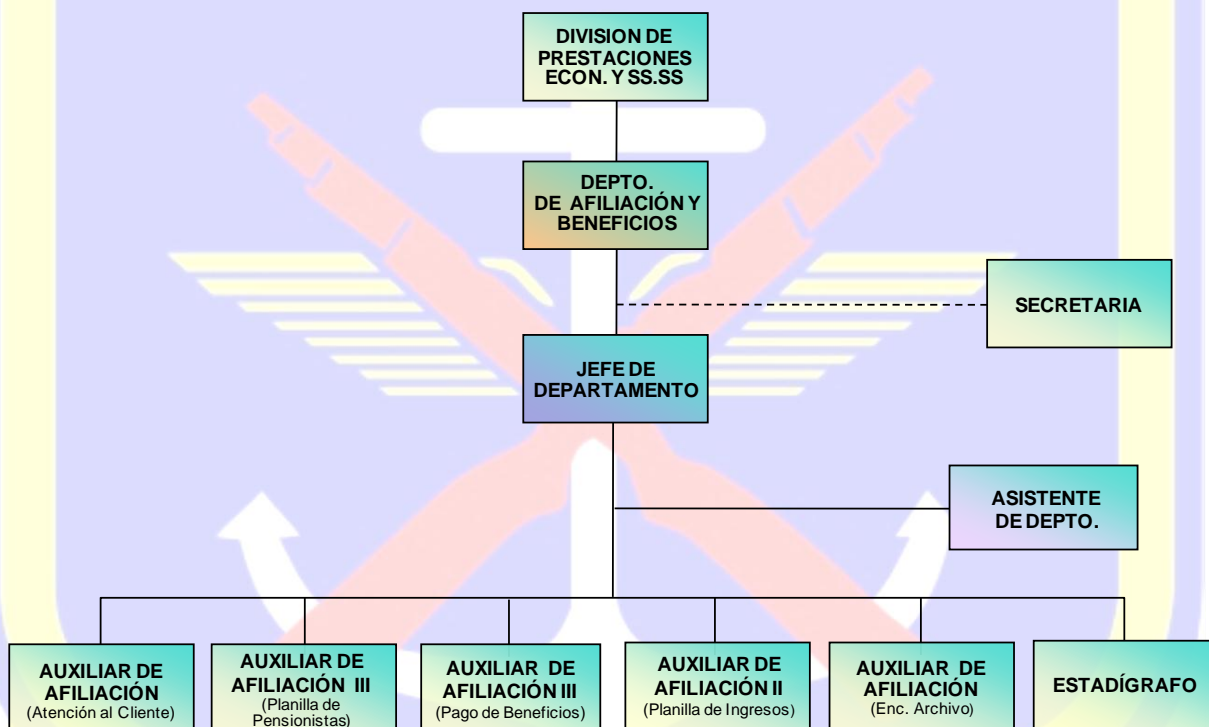 DIVISION DE
PRESTACIONES
ECON. Y SS.SS
DEPTO.
DE AFILIACIÓN Y
BENEFICIOS
SECRETARIA
JEFE DE
DEPARTAMENTO
ASISTENTE
DE DEPTO.
AUXILIAR DE
AFILIACIÓN
(Atención al Cliente)
AUXILIAR DE
AFILIACIÓN III
(Planilla de
Pensionistas)
AUXILIAR DE
AFILIACIÓN III
(Pago de Beneficios)
AUXILIAR DE
AFILIACIÓN II
(Planilla de Ingresos)
AUXILIAR DE
AFILIACIÓN
(Enc. Archivo)
ESTADÍGRAFO